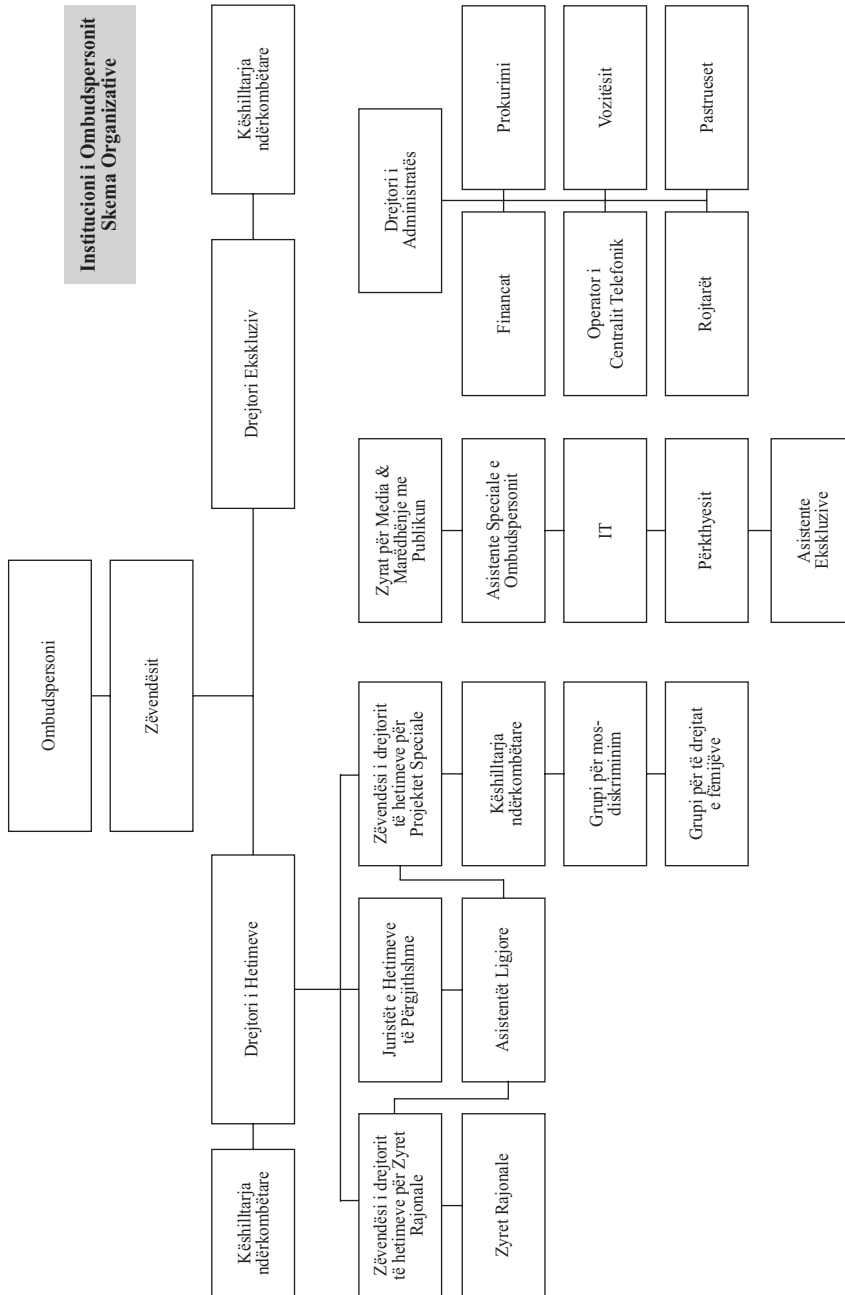 Institucioni i Ombudspersonit
Skema Organizative
Ombudspersoni
Zëvendësit
Këshilltarja
ndërkombëtare
Drejtori i Hetimeve
Drejtori Ekskluziv
Këshilltarja
ndërkombëtare
Zëvendësi i drejtorit
të hetimeve për Zyret
Rajonale
Juristët e Hetimeve
të Përgjithshme
Zëvendësi i drejtorit
të hetimeve për
Projektet Speciale
Zyrat për Media &
Marëdhënje me
Publikun
Drejtori i
Administratës
Zyret Rajonale
Asistentët Ligjore
Këshilltarja
ndërkombëtare
Asistente Speciale e
Ombudspersonit
Financat
Prokurimi
Grupi për mos-
diskriminim
IT
Operator i
Centralit Telefonik
Vozitësit
Grupi për të drejtat
e fëmijëve
Përkthyesit
Rojtarët
Pastrueset
Asistente
Ekskluzive